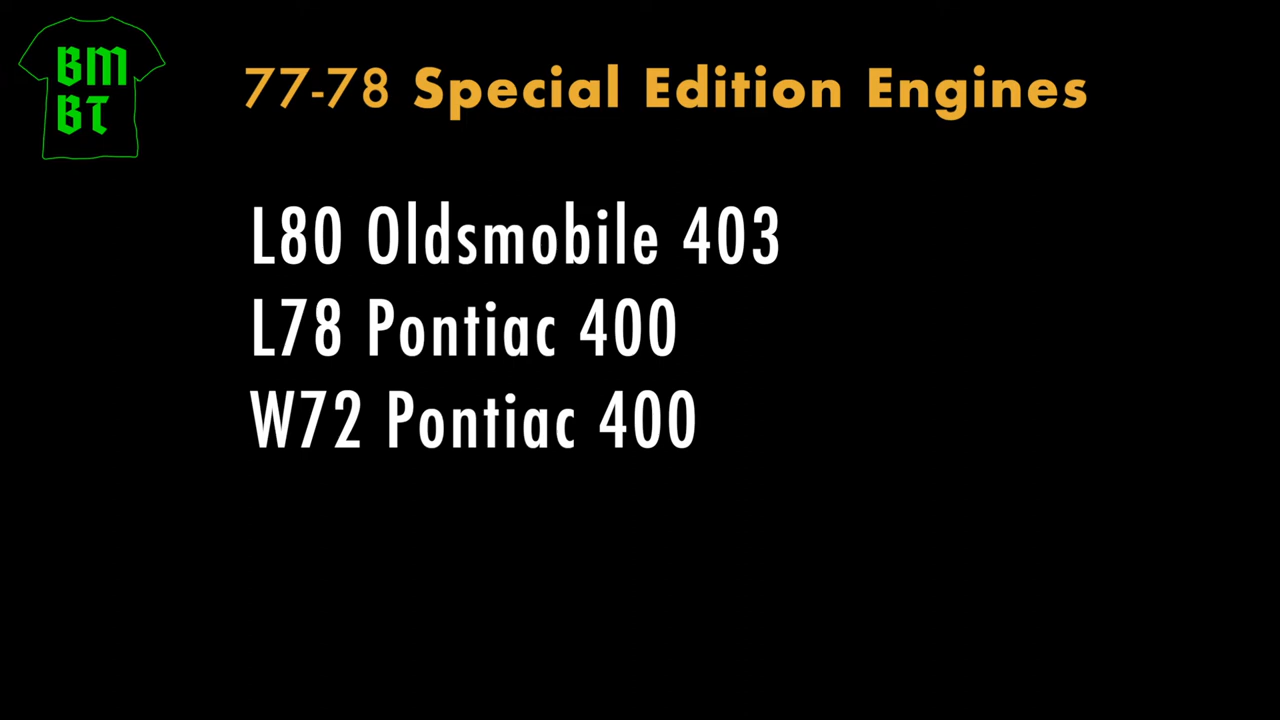 BM
BT
77-78 Special Edition Engines
L80 Oldsmobile 403
L78 Pontiac 400
W72 Pontiac 400